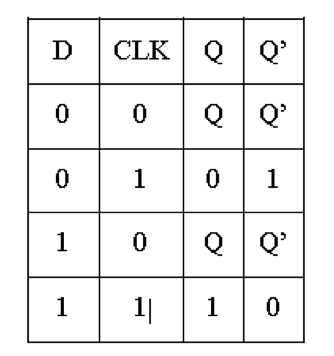 D CLK Q Q’
0 0 Q Q’
0 1 0 1
1 0 Q Q’
1 1 1 0